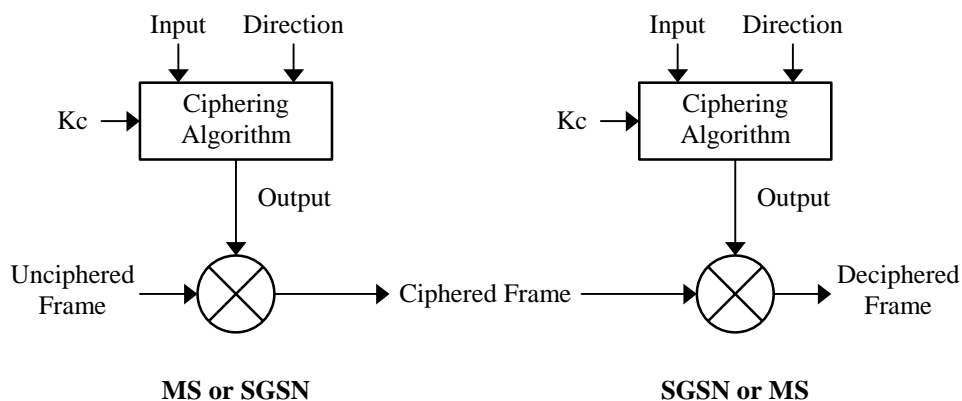 Input Direction Input Direction
Kc Ciphering Algorithm Kc Ciphering Algorithm
Output Output
Unciphered Frame Ciphered Frame Deciphered Frame
MS or SGSN SGSN or MS